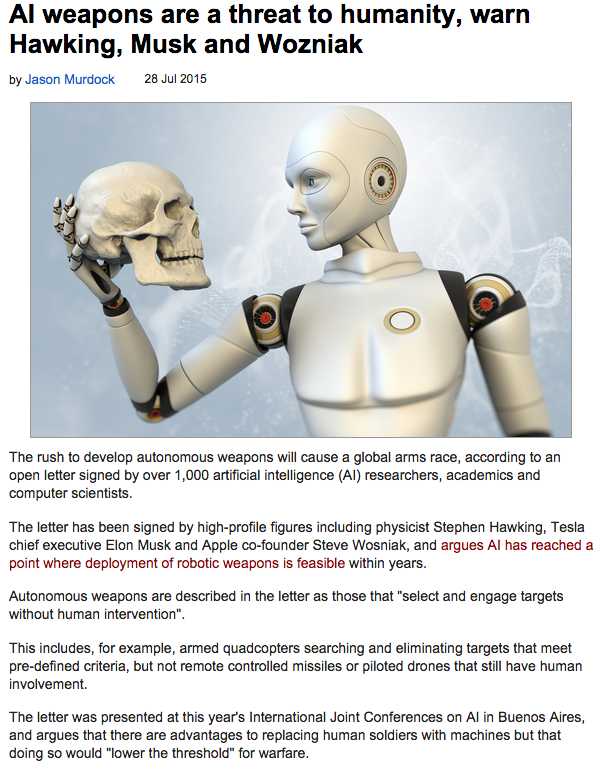 AI weapons are a threat to humanity, warn
Hawking, Musk and Wozniak
by Jason Murdock 28 Jul 2015
The rush to develop autonomous weapons will cause a global arms race, according to an
open letter signed by over 1,000 artificial intelligence (AI) researchers, academics and
computer scientists.
The letter has been signed by high-profile figures including physicist Stephen Hawking, Tesla
chief executive Elon Musk and Apple co-founder Steve Wosniak, and argues AI has reached a
point where deployment of robotic weapons is feasible within years.
Autonomous weapons are described in the letter as those that "select and engage targets
without human intervention".
This includes, for example, armed quadcopters searching and eliminating targets that meet
pre-defined criteria, but not remote controlled missiles or piloted drones that still have human
involvement.
The letter was presented at this year's International Joint Conferences on AI in Buenos Aires,
and argues that there are advantages to replacing human soldiers with machines but that
doing so would "lower the threshold" for warfare.